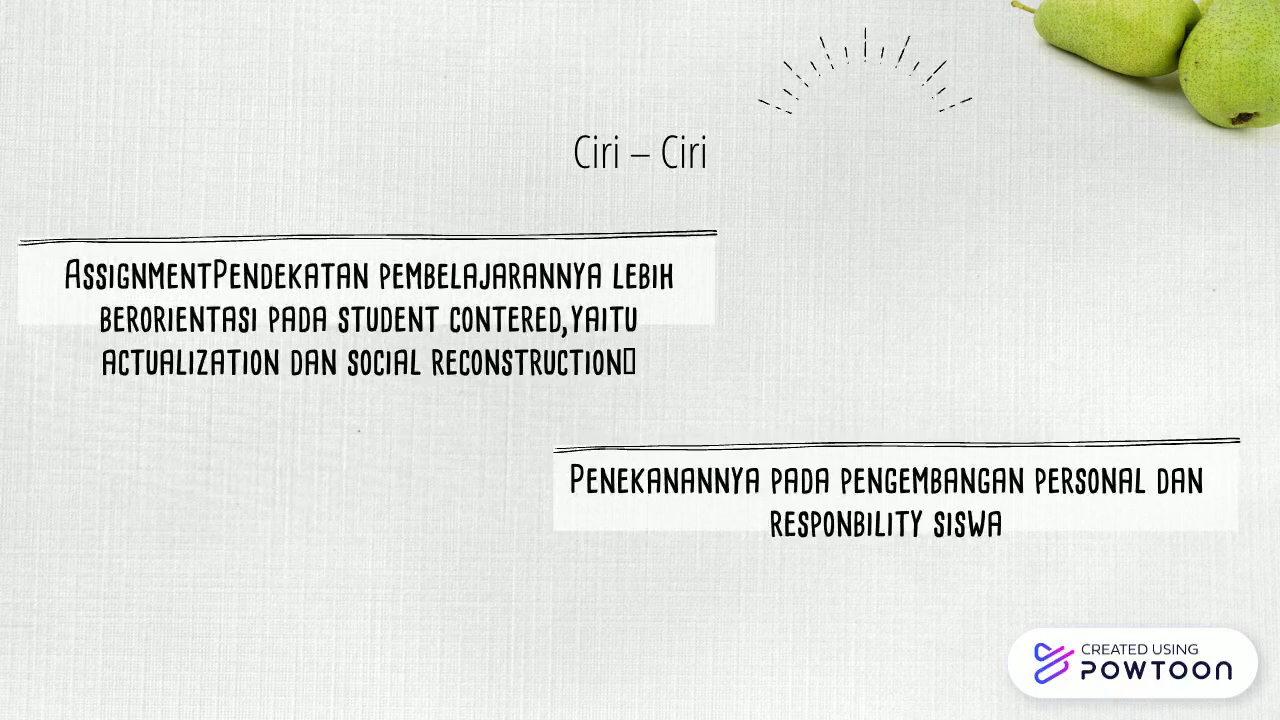 Ciri – Ciri
AssignmentPendekatan pembelajarannya lebih
berorientasi pada student contered,yaitu
actualization dan social reconstruction
Penekanannya pada pengembangan personal dan
responbility siswa
CREATED USING
POWTOON